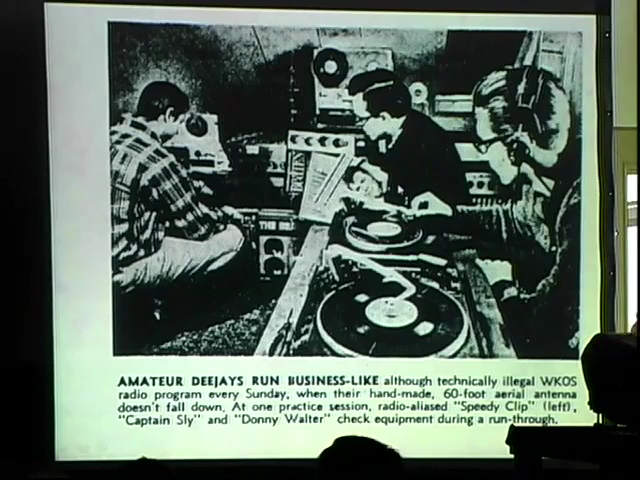 AMATEUR DEEJAYS RUN BUSINESS-LIKE although technically illegal WKOS
radio program every Sunday, when their hand-made, 60-foot aerial antenna
doesn't fall down. At one practice session, radio-aliased "Speedy Clip" (left),
"Captain Sly" and "Donny Walter" check equipment during a run-through.